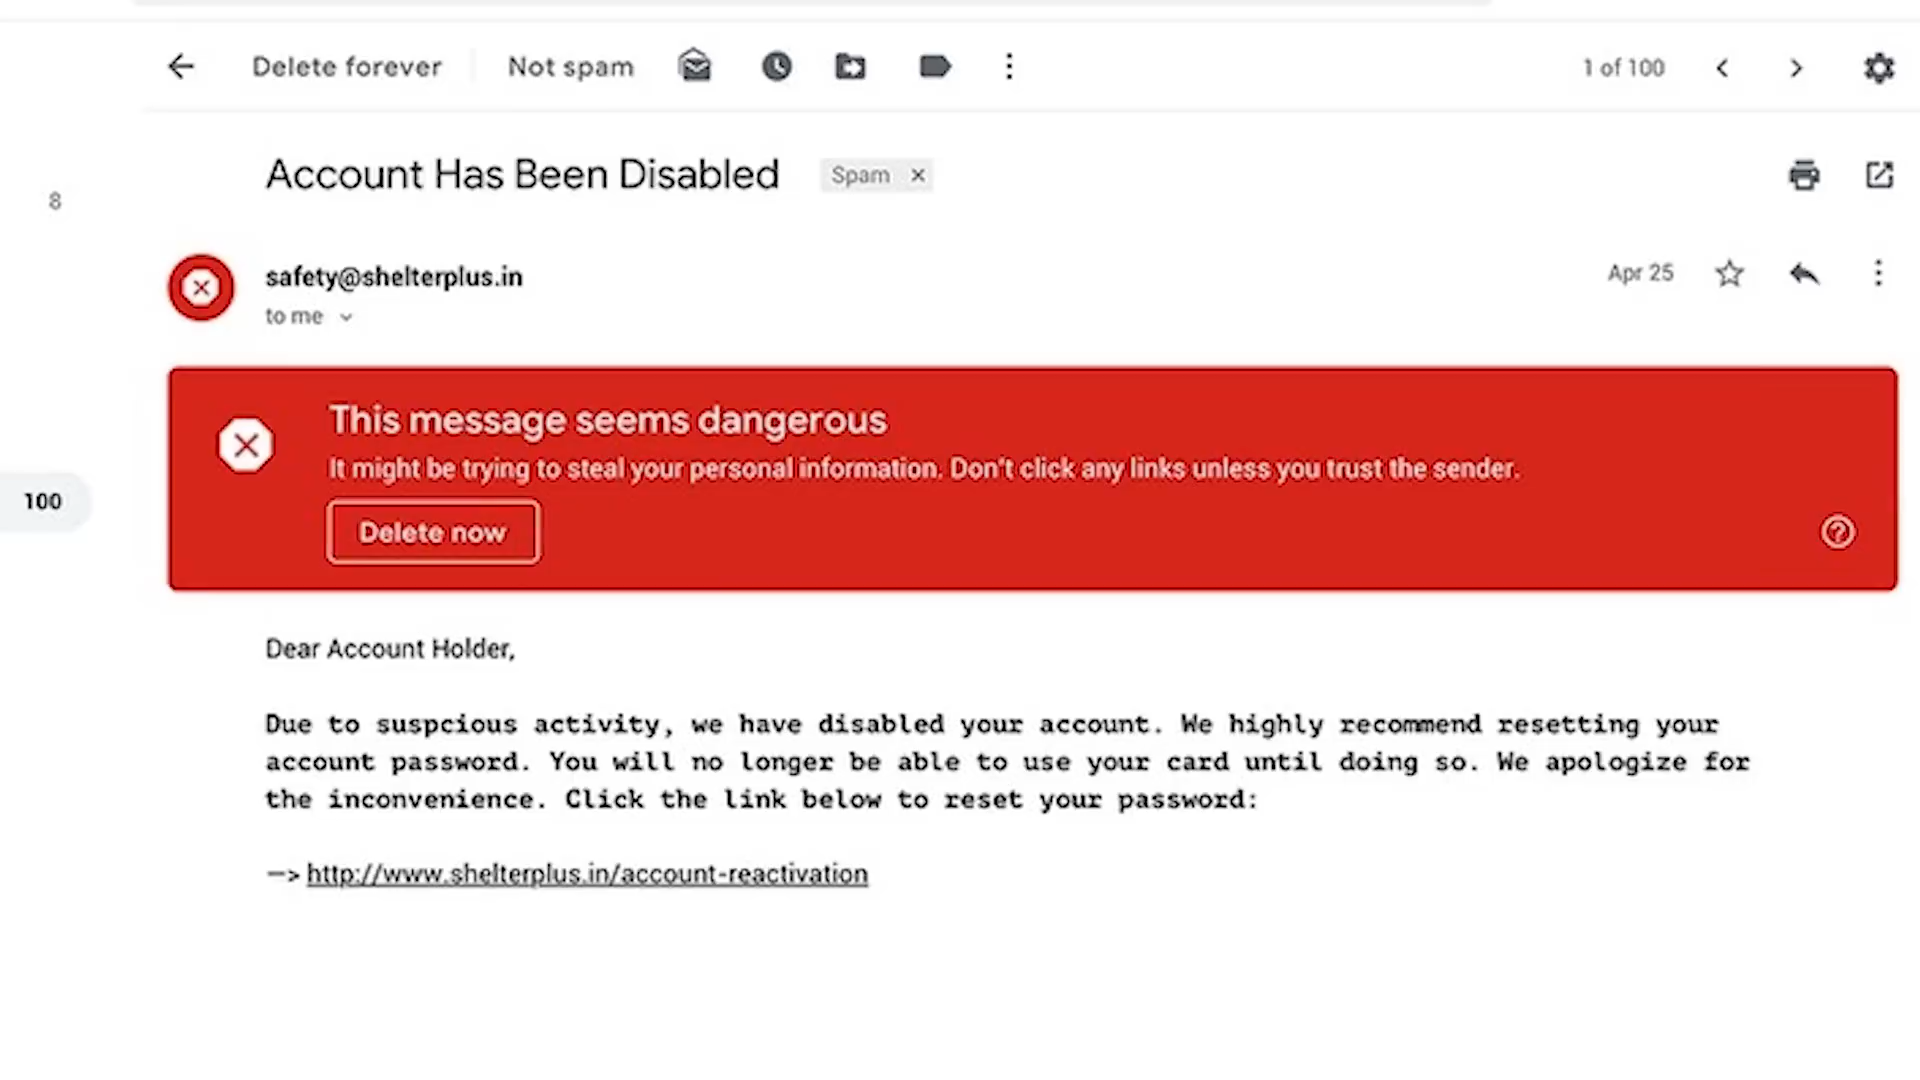 Delete forever Not spam 1 of 100
Account Has Been Disabled Spam ×
8
safety@shelterplus.in Apr 25
to me
This message seems dangerous
It might be trying to steal your personal information. Don't click any links unless you trust the sender.
100
Delete now
Dear Account Holder,
Due to suspcious activity, we have disabled your account. We highly recommend resetting your
account password. You will no longer be able to use your card until doing so. We apologize for
the inconvenience. Click the link below to reset your password:
—> http://www.shelterplus.in/account-reactivation